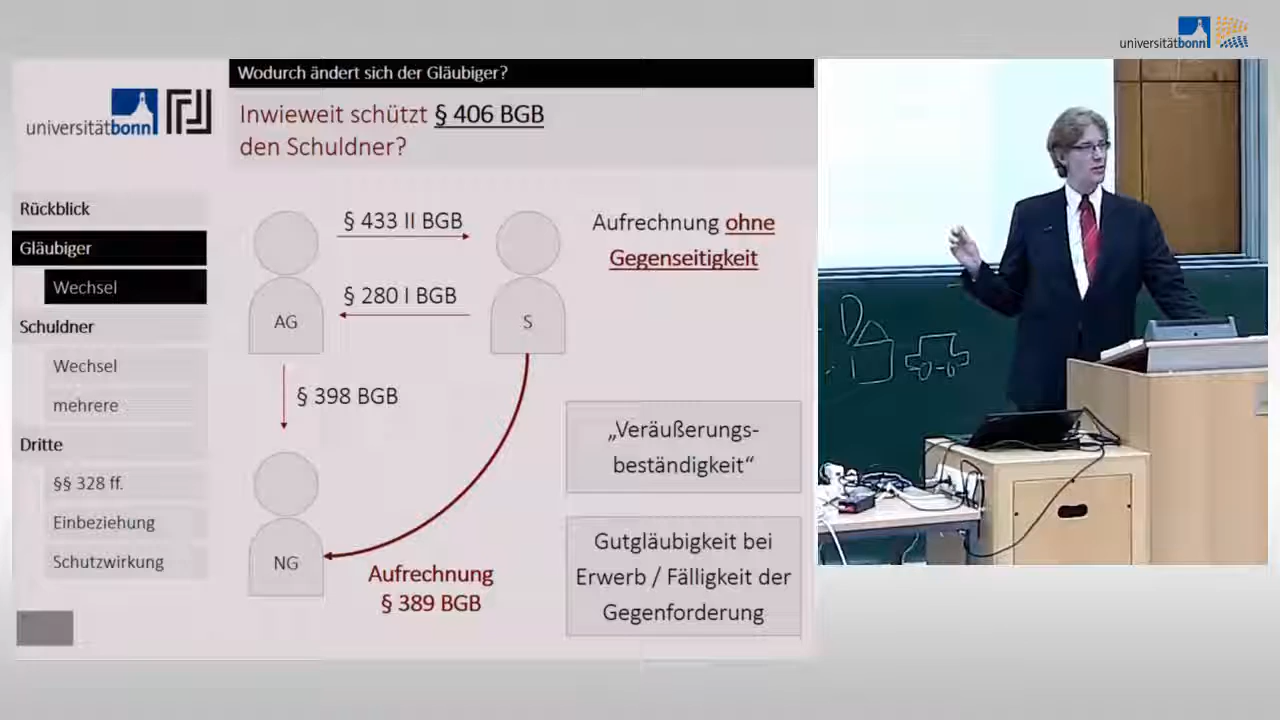 universitätbonn
Wodurch ändert sich der Gläubiger?
universitätbonn
Inwieweit schützt § 406 BGB
den Schuldner?
Rückblick
Gläubiger
Wechsel
Schuldner
Wechsel
mehrere
Dritte
§§ 328 ff.
Einbeziehung
Schutzwirkung
§ 433 II BGB
§ 280 I BGB
AG
S
§ 398 BGB
NG
Aufrechnung
§ 389 BGB
Aufrechnung ohne
Gegenseitigkeit
„Veräußerungs-
beständigkeit“
Gutgläubigkeit bei
Erwerb / Fälligkeit der
Gegenforderung
D